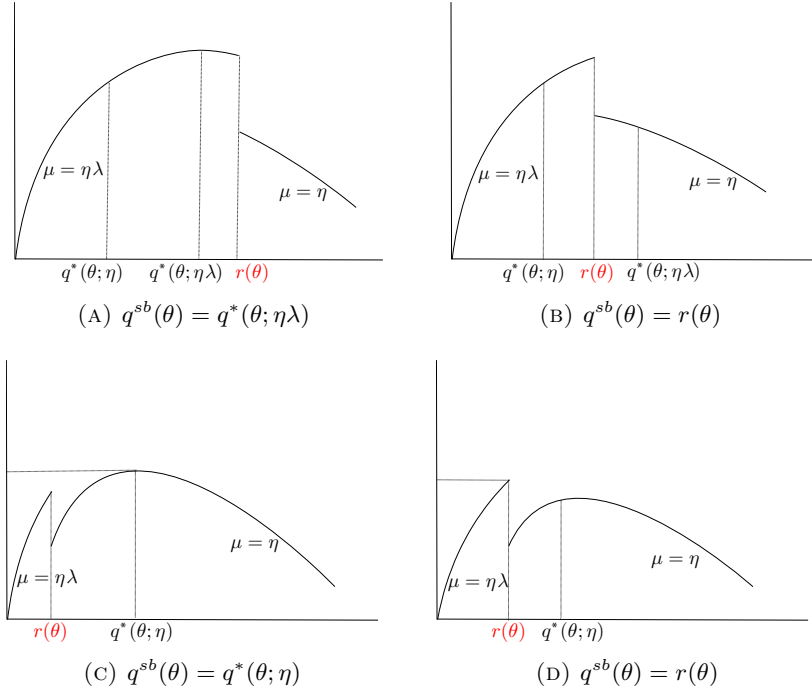 μ = ηλ
μ = η
q*(θ; η) q*(θ; ηλ) r(θ)
(A) q^{sb}(θ) = q*(θ; ηλ)
μ = ηλ
μ = η
q*(θ; η) r(θ) q*(θ; ηλ)
(B) q^{sb}(θ) = r(θ)
μ = η
μ = ηλ
r(θ) q*(θ; η)
(C) q^{sb}(θ) = q*(θ; η)
μ = η
μ = ηλ
r(θ) q*(θ; η)
(D) q^{sb}(θ) = r(θ)